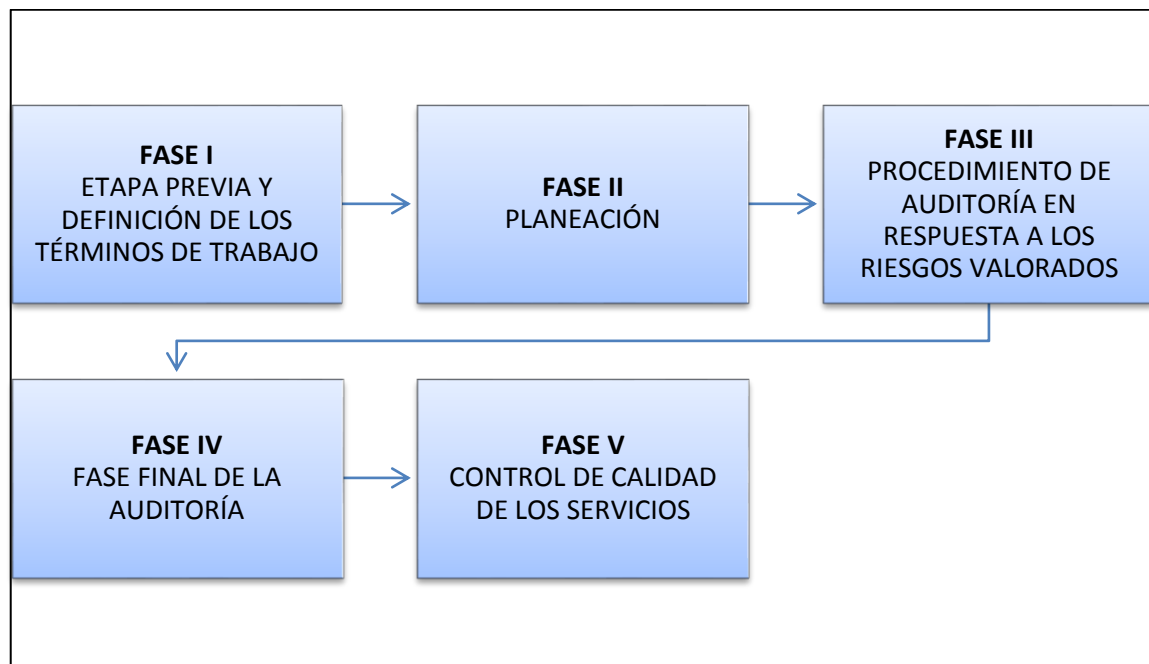 FASE I
ETAPA PREVIA Y
DEFINICIÓN DE LOS
TÉRMINOS DE TRABAJO
FASE II
PLANEACIÓN
FASE III
PROCEDIMIENTO DE
AUDITORÍA EN
RESPUESTA A LOS
RIESGOS VALORADOS
FASE IV
FASE FINAL DE LA
AUDITORÍA
FASE V
CONTROL DE CALIDAD
DE LOS SERVICIOS